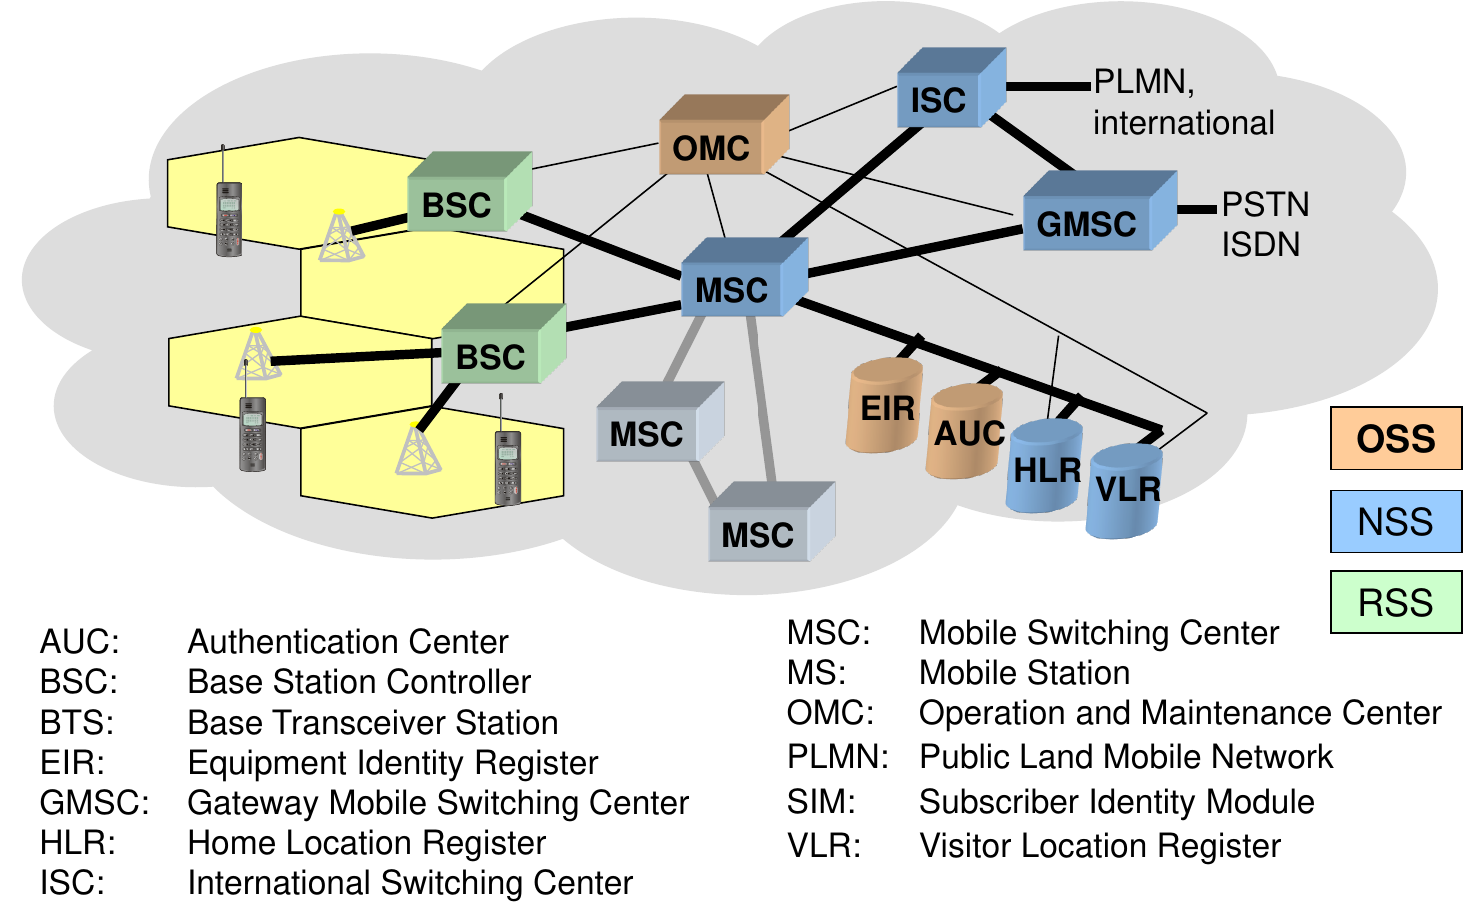 ISC
PLMN,
international
OMC
BSC
GMSC
PSTN
ISDN
MSC
BSC
EIR
AUC
HLR
VLR
MSC
MSC
OSS
NSS
RSS
AUC: Authentication Center
BSC: Base Station Controller
BTS: Base Transceiver Station
EIR: Equipment Identity Register
GMSC: Gateway Mobile Switching Center
HLR: Home Location Register
ISC: International Switching Center
MSC: Mobile Switching Center
MS: Mobile Station
OMC: Operation and Maintenance Center
PLMN: Public Land Mobile Network
SIM: Subscriber Identity Module
VLR: Visitor Location Register